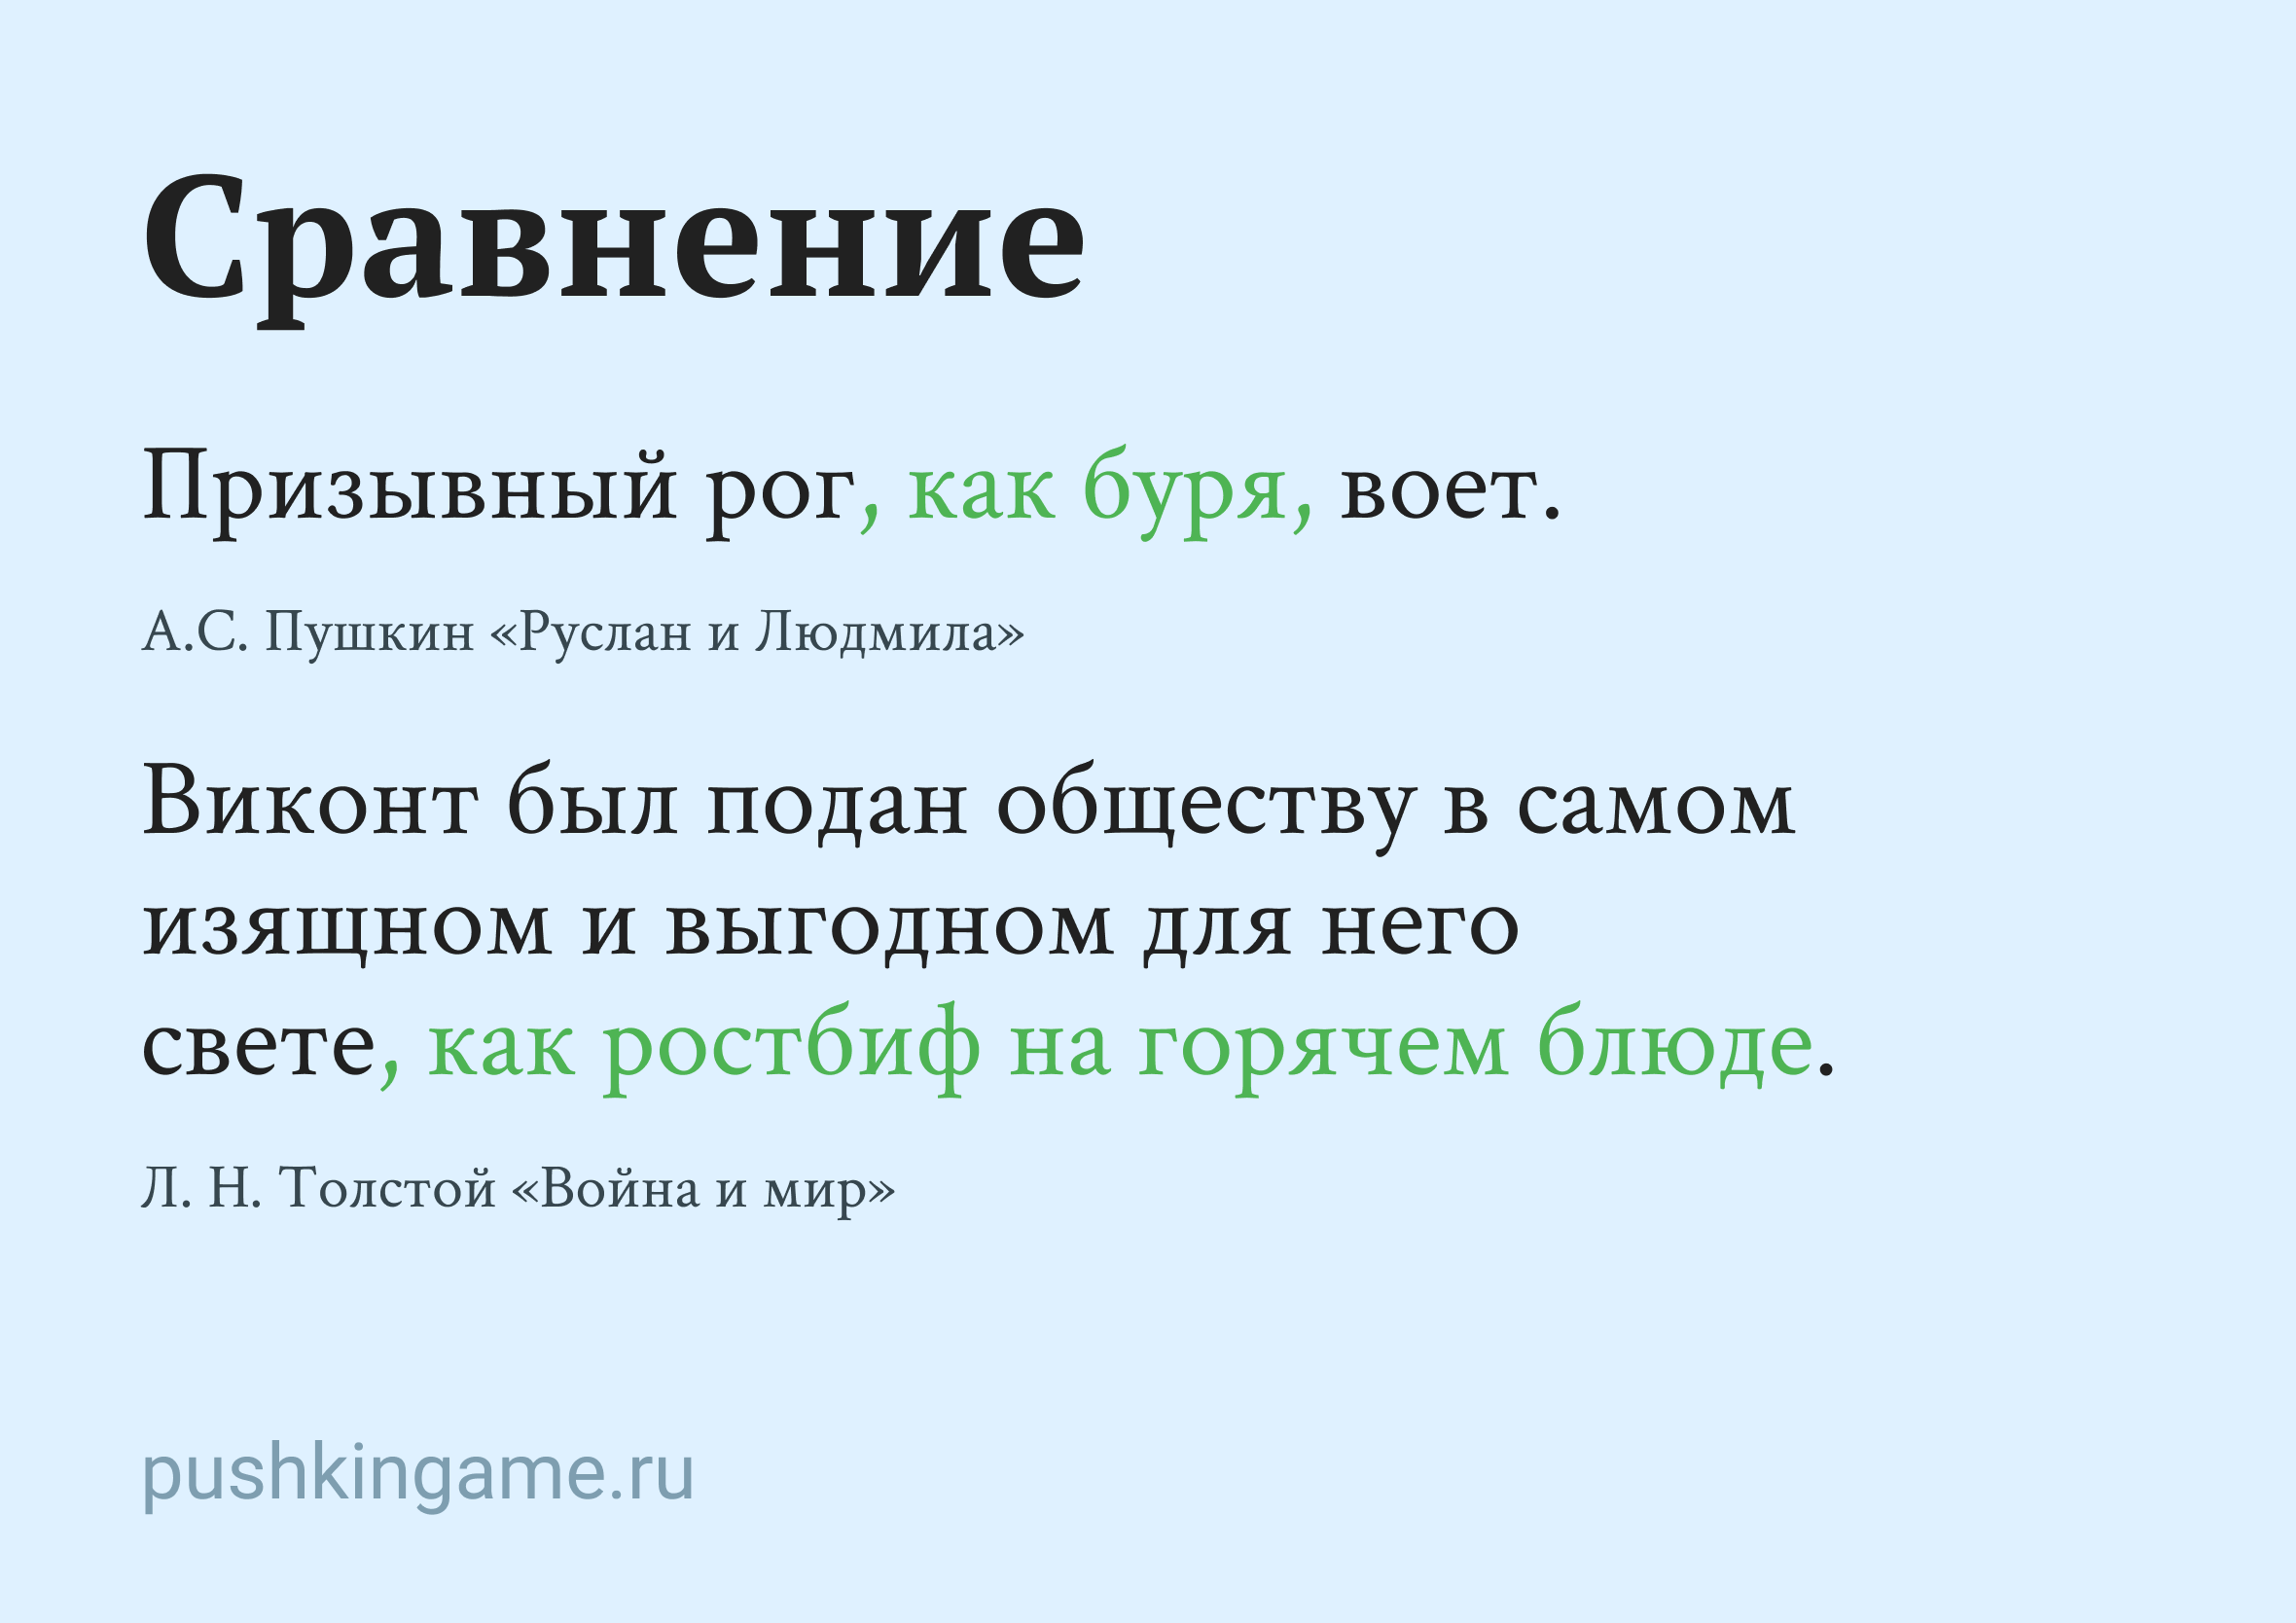 Сравнение
Призывный рог, как буря, воет.
А.С. Пушкин «Руслан и Людмила»
Виконт был подан обществу в самом
изящном и выгодном для него
свете, как ростбиф на горячем блюде.
Л. Н. Толстой «Война и мир»
pushkingame.ru